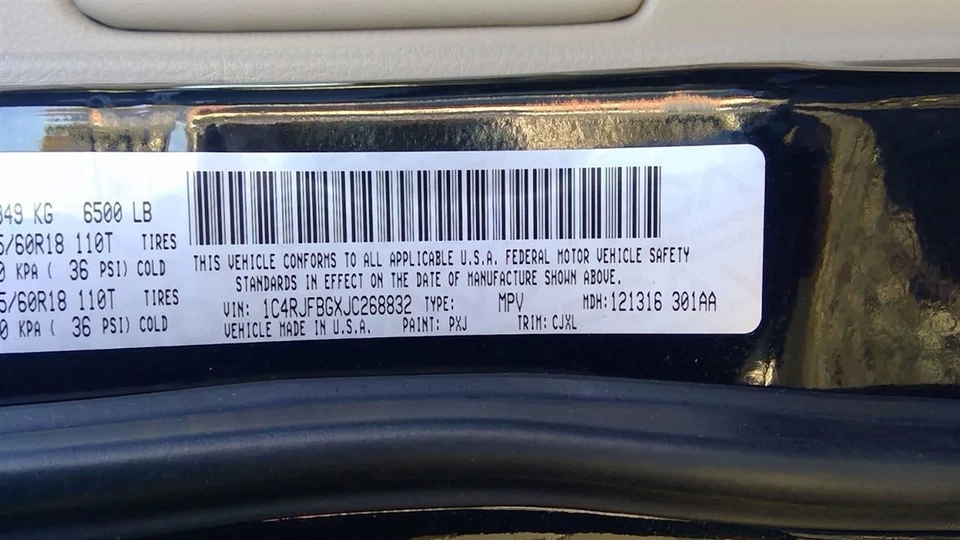 49 KG 6500 LB
5/60R18 110T TIRES
0 KPA ( 36 PSI) COLD
5/60R18 110T TIRES
0 KPA ( 36 PSI) COLD
THIS VEHICLE CONFORMS TO ALL APPLICABLE U.S.A. FEDERAL MOTOR VEHICLE SAFETY
STANDARDS IN EFFECT ON THE DATE OF MANUFACTURE SHOWN ABOVE.
VIN: 1C4RJFBGXJC268832 TYPE: MPV MDH: 121316 301AA
VEHICLE MADE IN U.S.A. PAINT: PXJ TRIM: CJXL